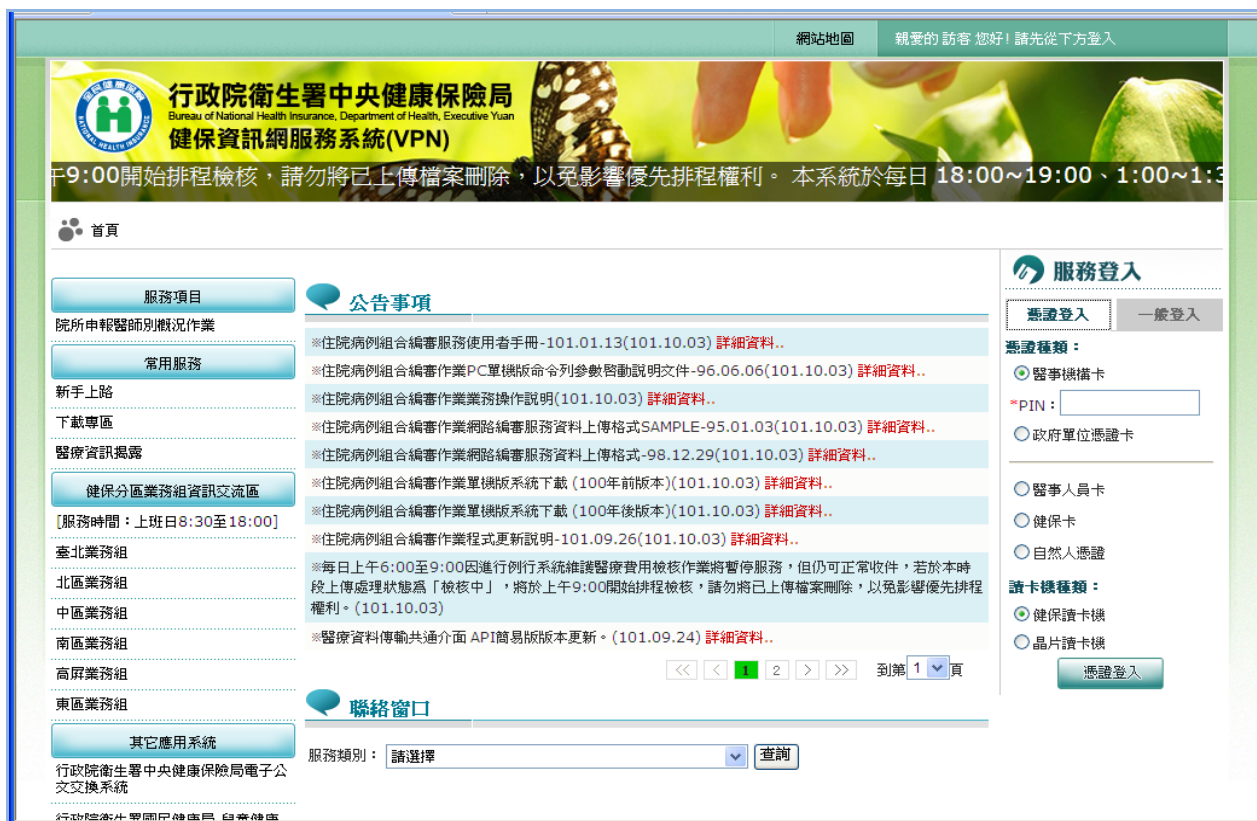 網站地圖
親愛的 訪客 您好! 請先從下方登入
行政院衛生署中央健康保險局
Bureau of National Health Insurance, Department of Health, Executive Yuan
健保資訊網服務系統(VPN)
午9:00開始排程檢核,請勿將已上傳檔案刪除,以免影響優先排程權利。 本系統於每日 18:00~19:00、1:00~1:3
首頁
服務項目
院所申報醫師別概況作業
常用服務
新手上路
下載專區
醫療資訊揭露
健保分區業務組資訊交流區
[服務時間:上班日8:30至18:00]
臺北業務組
北區業務組
中區業務組
南區業務組
高屏業務組
東區業務組
其它應用系統
行政院衛生署中央健康保險局電子公
文交換系統
行政院衛生署國民健康局 兒童健康
公告事項
※住院病例組合編審服務使用者手冊-101.01.13(101.10.03) 詳細資料..
※住院病例組合編審作業PC單機版命令列參數啓動說明文件-96.06.06(101.10.03) 詳細資料..
※住院病例組合編審作業業務操作說明(101.10.03) 詳細資料..
※住院病例組合編審作業網路編審服務資料上傳格式SAMPLE-95.01.03(101.10.03) 詳細資料..
※住院病例組合編審作業網路編審服務資料上傳格式-98.12.29(101.10.03) 詳細資料..
※住院病例組合編審作業單機版系統下載 (100年前版本)(101.10.03) 詳細資料..
※住院病例組合編審作業單機版系統下載 (100年後版本)(101.10.03) 詳細資料..
※住院病例組合編審作業程式更新說明-101.09.26(101.10.03) 詳細資料..
※每日上午6:00至9:00因進行例行系統維護醫療費用檢核作業將暫停服務,但仍可正常收件,若於本時
段上傳處理狀態為「檢核中」,將於上午9:00開始排程檢核,請勿將已上傳檔案刪除,以免影響優先排程
權利。(101.10.03)
※醫療資料傳輸共通介面 API簡易版版本更新。(101.09.24) 詳細資料..
<< < 1 2 > >> 到第 1 頁
聯絡窗口
服務類別: 請選擇 查詢
服務登入
憑證登入 一般登入
憑證種類:
醫事機構卡
*PIN:
政府單位憑證卡
醫事人員卡
健保卡
自然人憑證
讀卡機種類:
健保讀卡機
晶片讀卡機
憑證登入